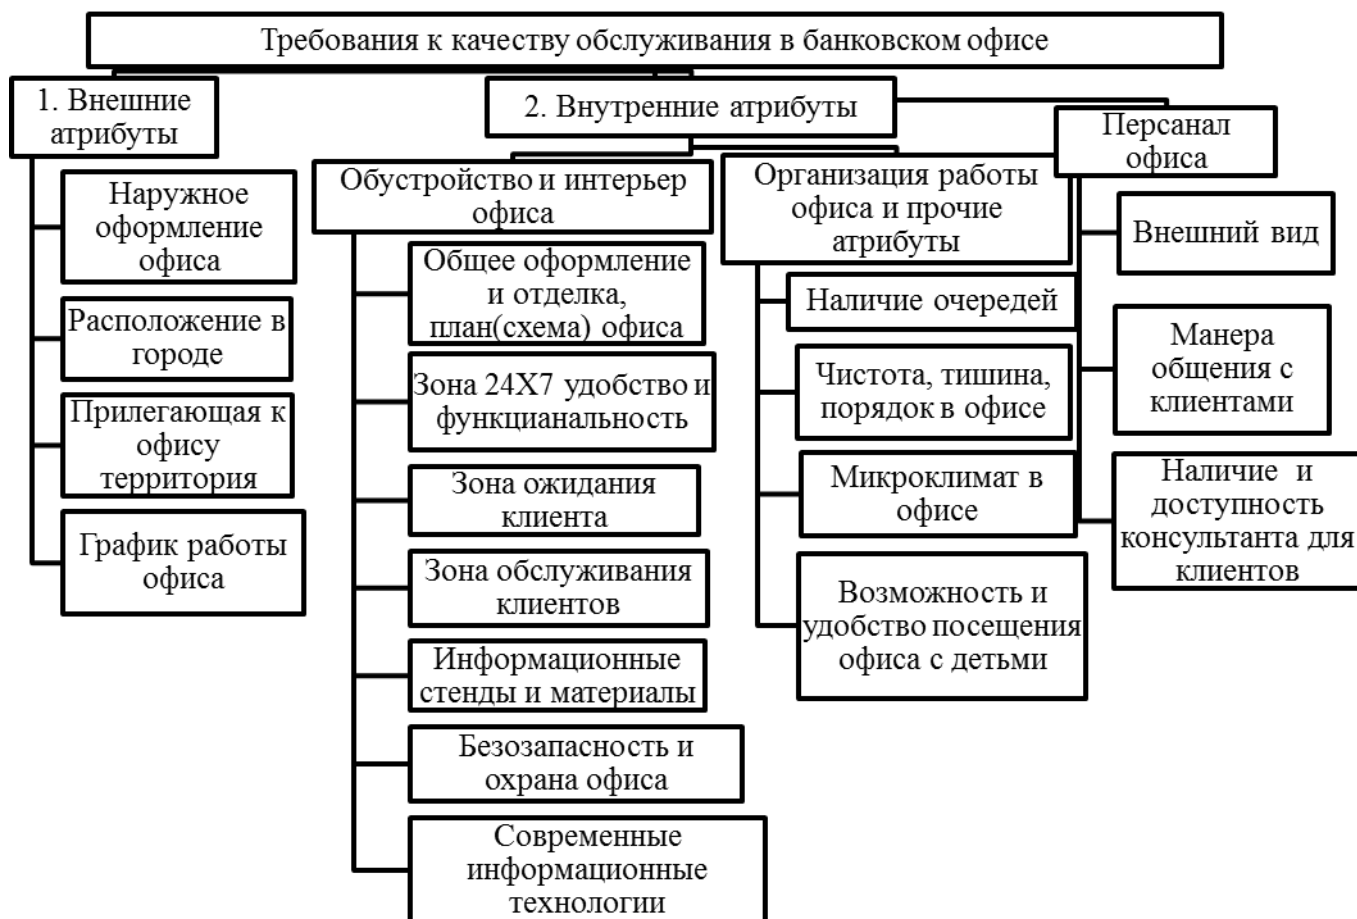 Требования к качеству обслуживания в банковском офисе
1. Внешние
атрибуты
Наружное
оформление
офиса
Расположение в
городе
Прилегающая к
офису
территория
График работы
офиса
2. Внутренние атрибуты
Обустройство и интерьер
офиса
Общее оформление
и отделка,
план(схема) офиса
Зона 24X7 удобство и
функцианальность
Зона ожидания
клиента
Зона обслуживания
клиентов
Информационные
стенды и материалы
Безозапасность и
охрана офиса
Современные
информационные
технологии
Организация работы
офиса и прочие
атрибуты
Наличие очередей
Чистота, тишина,
порядок в офисе
Микроклимат в
офисе
Возможность и
удобство посещения
офиса с детьми
Персанал
офиса
Внешний вид
Манера
общения с
клиентами
Наличие и
доступность
консультанта для
клиентов